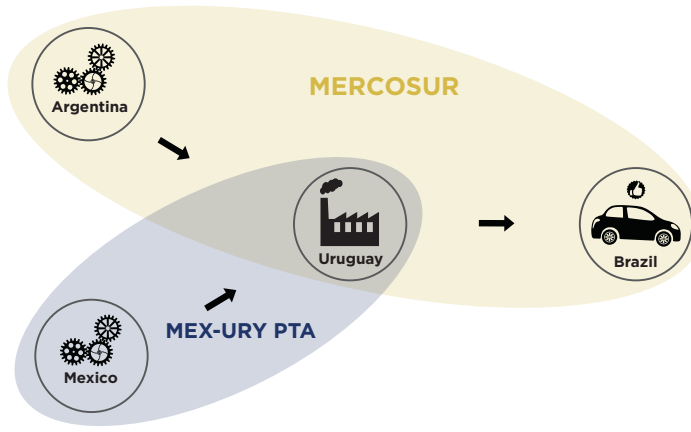 MERCOSUR
Argentina
Uruguay
Brazil
MEX-URY PTA
Mexico